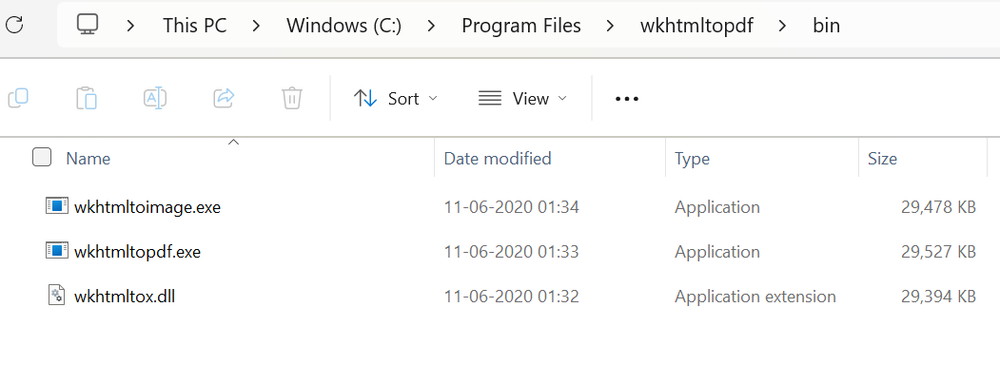 This PC > Windows (C:) > Program Files > wkhtmltopdf > bin
Sort View
Name Date modified Type Size
wkhtmltoimage.exe 11-06-2020 01:34 Application 29,478 KB
wkhtmltopdf.exe 11-06-2020 01:33 Application 29,527 KB
wkhtmltox.dll 11-06-2020 01:32 Application extension 29,394 KB